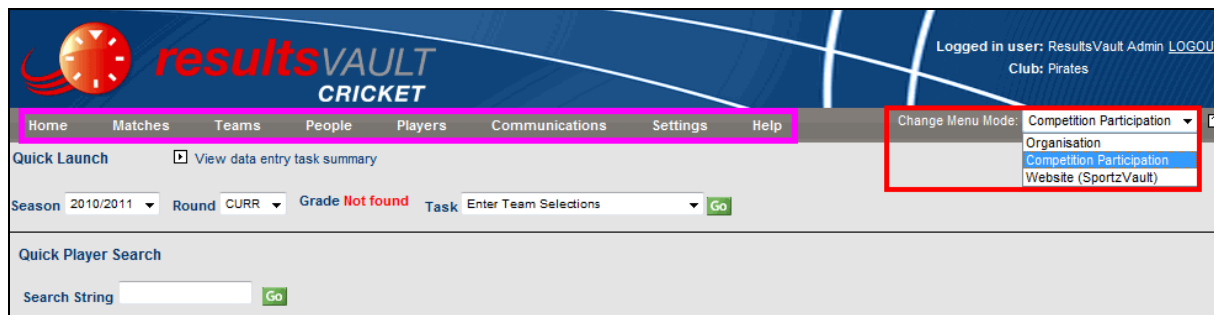 resultsVAULT
CRICKET
Logged in user: ResultsVault Admin LOGOU
Club: Pirates
Home Matches Teams People Players Communications Settings Help
Change Menu Mode: Competition Participation
Organisation
Competition Participation
Website (SportzVault)
Quick Launch View data entry task summary
Season 2010/2011 Round CURR Grade Not found Task Enter Team Selections Go
Quick Player Search
Search String Go